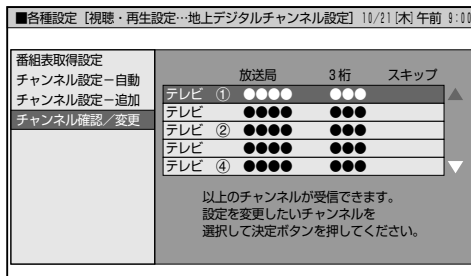 ■各種設定［視聴・再生設定…地上デジタルチャンネル設定］ 10/21［木］午前 9:00
番組表取得設定
チャンネル設定－自動
チャンネル設定－追加
チャンネル確認／変更
放送局 3桁 スキップ
テレビ ① ●●●● ●●●
テレビ ●●●● ●●●
テレビ ② ●●●● ●●●
テレビ ●●●● ●●●
テレビ ④ ●●●● ●●●
以上のチャンネルが受信できます。
設定を変更したいチャンネルを
選択して決定ボタンを押してください。